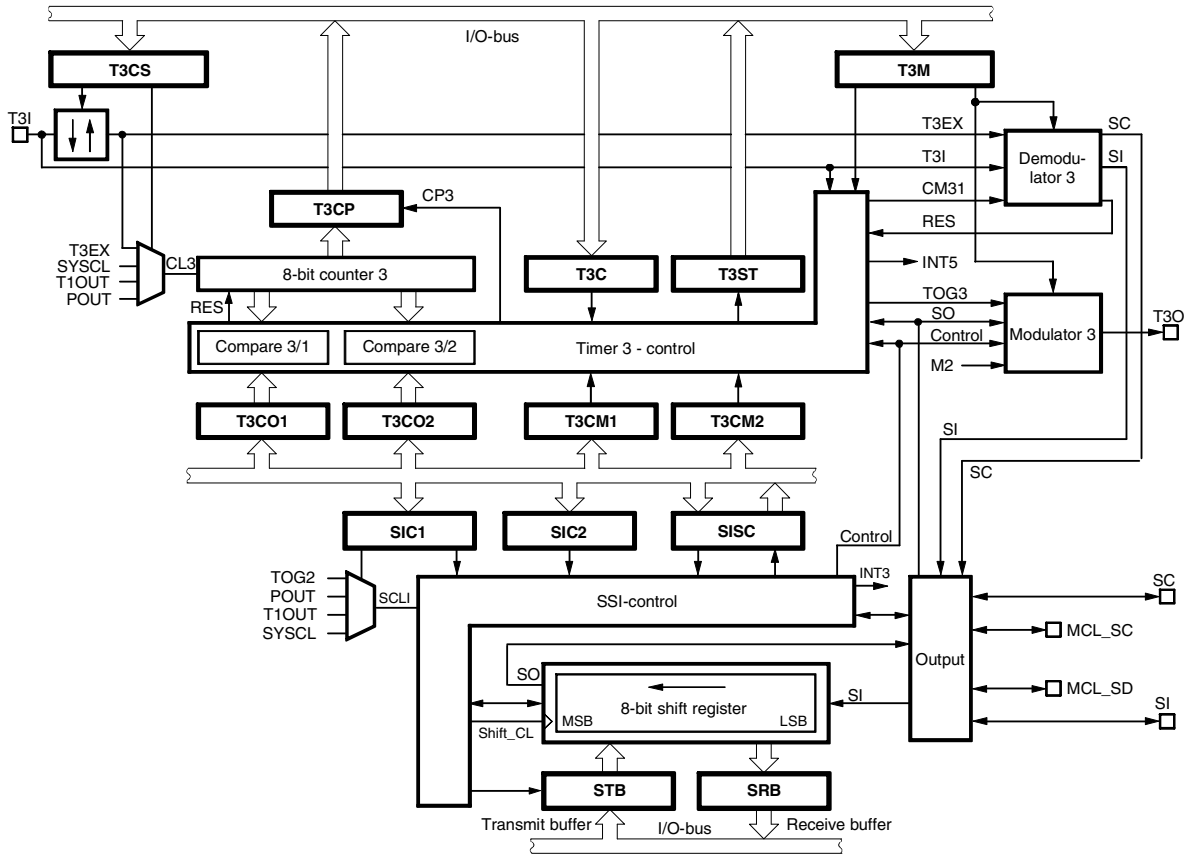 I/O-bus
T3CS
T3M
T3I
T3EX
SC
T3I
SI
Demodu-
lator 3
CM31
CP3
T3CP
RES
T3EX
SYSCL
T1OUT
POUT
CL3
8-bit counter 3
T3C
T3ST
INT5
RES
TOG3
SO
Control
M2
Modulator 3
T3O
Compare 3/1
Compare 3/2
Timer 3 - control
T3CO1
T3CO2
T3CM1
T3CM2
SI
SC
SIC1
SIC2
SISC
Control
TOG2
POUT
T1OUT
SYSCL
SCLI
SSI-control
INT3
SC
MCL_SC
Output
SO
8-bit shift register
MSB
LSB
SI
MCL_SD
SI
Shift_CL
STB
SRB
Transmit buffer
I/O-bus
Receive buffer